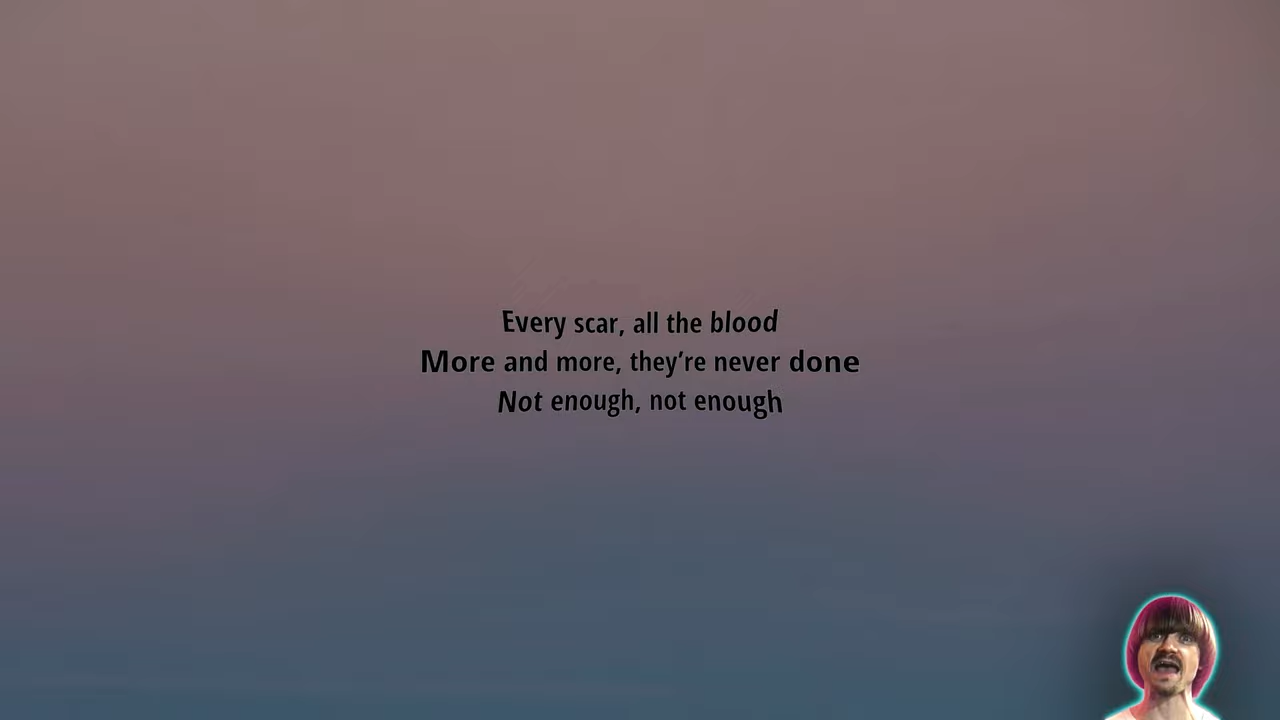 Every scar, all the blood
More and more, they’re never done
Not enough, not enough